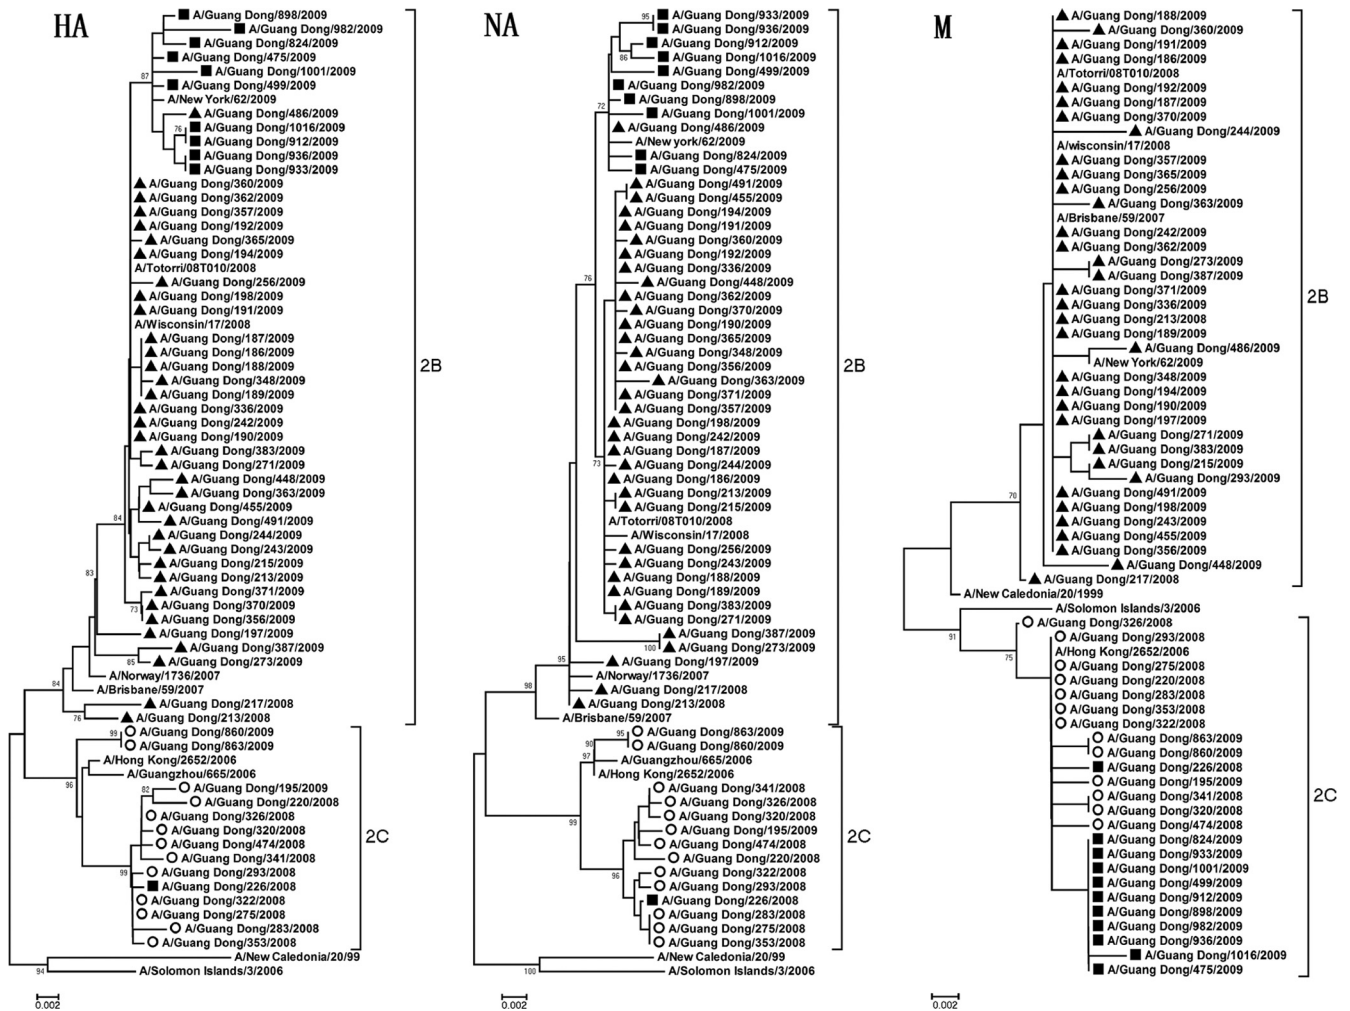 HA
A/Guang Dong/898/2009
A/Guang Dong/982/2009
A/Guang Dong/824/2009
A/Guang Dong/475/2009
A/Guang Dong/1001/2009
87
A/Guang Dong/499/2009
A/New York/62/2009
A/Guang Dong/486/2009
76
A/Guang Dong/1016/2009
A/Guang Dong/912/2009
A/Guang Dong/936/2009
A/Guang Dong/933/2009
A/Guang Dong/360/2009
A/Guang Dong/362/2009
A/Guang Dong/357/2009
A/Guang Dong/192/2009
A/Guang Dong/365/2009
A/Guang Dong/194/2009
A/Totorri/08T010/2008
A/Guang Dong/256/2009
A/Guang Dong/198/2009
A/Guang Dong/191/2009
A/Wisconsin/17/2008
A/Guang Dong/187/2009
A/Guang Dong/186/2009
A/Guang Dong/188/2009
2B
A/Guang Dong/348/2009
A/Guang Dong/189/2009
A/Guang Dong/336/2009
A/Guang Dong/242/2009
A/Guang Dong/190/2009
A/Guang Dong/383/2009
A/Guang Dong/271/2009
A/Guang Dong/448/2009
A/Guang Dong/363/2009
A/Guang Dong/455/2009
84
A/Guang Dong/491/2009
A/Guang Dong/244/2009
A/Guang Dong/243/2009
A/Guang Dong/215/2009
83
A/Guang Dong/213/2009
A/Guang Dong/371/2009
73
A/Guang Dong/370/2009
A/Guang Dong/356/2009
A/Guang Dong/197/2009
A/Guang Dong/387/2009
85
A/Guang Dong/273/2009
A/Norway/1736/2007
84
A/Brisbane/59/2007
A/Guang Dong/217/2008
76
A/Guang Dong/213/2008
99
A/Guang Dong/860/2009
A/Guang Dong/863/2009
A/Hong Kong/2652/2006
A/Guangzhou/665/2006
96
82
A/Guang Dong/195/2009
A/Guang Dong/220/2008
A/Guang Dong/326/2008
A/Guang Dong/320/2008
2C
A/Guang Dong/474/2008
A/Guang Dong/341/2008
99
A/Guang Dong/293/2008
A/Guang Dong/226/2008
A/Guang Dong/322/2008
A/Guang Dong/275/2008
A/Guang Dong/283/2008
A/Guang Dong/353/2008
A/New Caledonia/20/99
94
A/Solomon Islands/3/2006
0.002
NA
95
A/Guang Dong/933/2009
A/Guang Dong/936/2009
A/Guang Dong/912/2009
86
A/Guang Dong/1016/2009
A/Guang Dong/499/2009
A/Guang Dong/982/2009
A/Guang Dong/898/2009
72
A/Guang Dong/1001/2009
A/Guang Dong/486/2009
A/New york/62/2009
A/Guang Dong/824/2009
A/Guang Dong/475/2009
A/Guang Dong/491/2009
A/Guang Dong/455/2009
A/Guang Dong/194/2009
A/Guang Dong/191/2009
A/Guang Dong/360/2009
A/Guang Dong/192/2009
A/Guang Dong/336/2009
76
A/Guang Dong/448/2009
A/Guang Dong/362/2009
A/Guang Dong/370/2009
A/Guang Dong/190/2009
A/Guang Dong/365/2009
A/Guang Dong/348/2009
A/Guang Dong/356/2009
2B
A/Guang Dong/363/2009
A/Guang Dong/371/2009
A/Guang Dong/357/2009
A/Guang Dong/198/2009
A/Guang Dong/242/2009
A/Guang Dong/187/2009
73
A/Guang Dong/244/2009
A/Guang Dong/186/2009
A/Guang Dong/213/2009
A/Guang Dong/215/2009
A/Totorri/08T010/2008
A/Wisconsin/17/2008
A/Guang Dong/256/2009
A/Guang Dong/243/2009
A/Guang Dong/188/2009
A/Guang Dong/189/2009
A/Guang Dong/383/2009
A/Guang Dong/271/2009
A/Guang Dong/387/2009
100
A/Guang Dong/273/2009
95
A/Guang Dong/197/2009
A/Norway/1736/2007
98
A/Guang Dong/217/2008
A/Guang Dong/213/2008
A/Brisbane/59/2007
95
A/Guang Dong/863/2009
90
A/Guang Dong/860/2009
97
A/Guangzhou/665/2006
A/Hong Kong/2652/2006
A/Guang Dong/341/2008
A/Guang Dong/326/2008
99
A/Guang Dong/320/2008
A/Guang Dong/195/2009
2C
A/Guang Dong/474/2008
A/Guang Dong/220/2008
96
A/Guang Dong/322/2008
A/Guang Dong/293/2008
A/Guang Dong/226/2008
A/Guang Dong/283/2008
A/Guang Dong/275/2008
A/Guang Dong/353/2008
A/New Caledonia/20/99
100
A/Solomon Islands/3/2006
0.002
M
A/Guang Dong/188/2009
A/Guang Dong/360/2009
A/Guang Dong/191/2009
A/Guang Dong/186/2009
A/Totorri/08T010/2008
A/Guang Dong/192/2009
A/Guang Dong/187/2009
A/Guang Dong/370/2009
A/Guang Dong/244/2009
A/wisconsin/17/2008
A/Guang Dong/357/2009
A/Guang Dong/365/2009
A/Guang Dong/256/2009
A/Guang Dong/363/2009
A/Brisbane/59/2007
A/Guang Dong/242/2009
A/Guang Dong/362/2009
A/Guang Dong/273/2009
A/Guang Dong/387/2009
A/Guang Dong/371/2009
2B
A/Guang Dong/336/2009
A/Guang Dong/213/2008
A/Guang Dong/189/2009
A/Guang Dong/486/2009
A/New York/62/2009
A/Guang Dong/348/2009
A/Guang Dong/194/2009
A/Guang Dong/190/2009
A/Guang Dong/197/2009
A/Guang Dong/271/2009
A/Guang Dong/383/2009
A/Guang Dong/215/2009
A/Guang Dong/293/2009
70
A/Guang Dong/491/2009
A/Guang Dong/198/2009
A/Guang Dong/243/2009
A/Guang Dong/455/2009
A/Guang Dong/356/2009
A/Guang Dong/448/2009
A/Guang Dong/217/2008
A/New Caledonia/20/1999
A/Solomon Islands/3/2006
91
A/Guang Dong/326/2008
A/Guang Dong/293/2008
75
A/Hong Kong/2652/2006
A/Guang Dong/275/2008
A/Guang Dong/220/2008
A/Guang Dong/283/2008
A/Guang Dong/353/2008
A/Guang Dong/322/2008
A/Guang Dong/863/2009
A/Guang Dong/860/2009
A/Guang Dong/226/2008
A/Guang Dong/195/2009
2C
A/Guang Dong/341/2008
A/Guang Dong/320/2008
A/Guang Dong/474/2008
A/Guang Dong/824/2009
A/Guang Dong/933/2009
A/Guang Dong/1001/2009
A/Guang Dong/499/2009
A/Guang Dong/912/2009
A/Guang Dong/898/2009
A/Guang Dong/982/2009
A/Guang Dong/936/2009
A/Guang Dong/1016/2009
A/Guang Dong/475/2009
0.002